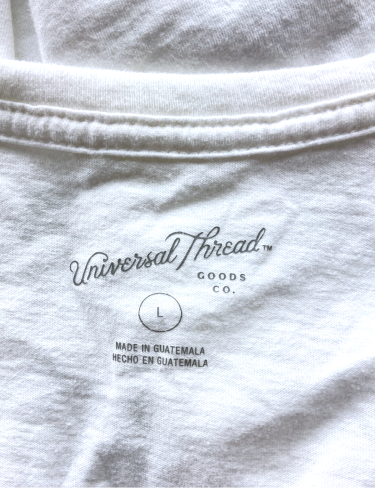 Universal Thread™
GOODS
CO.
L
MADE IN GUATEMALA
HECHO EN GUATEMALA